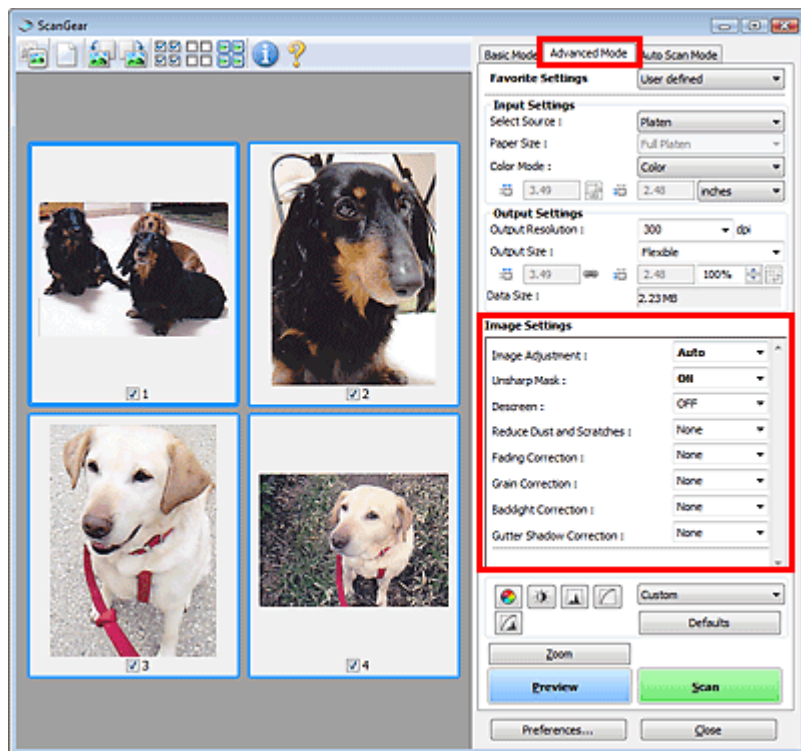 ScanGear
Basic Mode Advanced Mode Auto Scan Mode
Favorite Settings User defined
Input Settings
Select Source : Platen
Paper Size : Full Platen
Color Mode : Color
3.49 2.48 inches
Output Settings
Output Resolution : 300 dpi
Output Size : Flexible
3.49 2.48 100%
Data Size : 2.23 MB
Image Settings
Image Adjustment : Auto
Unsharp Mask : ON
Descreen : OFF
Reduce Dust and Scratches : None
Fading Correction : None
Grain Correction : None
Backlight Correction : None
Gutter Shadow Correction : None
Custom
Defaults
Zoom
Preview Scan
Preferences... Close
1
2
3
4